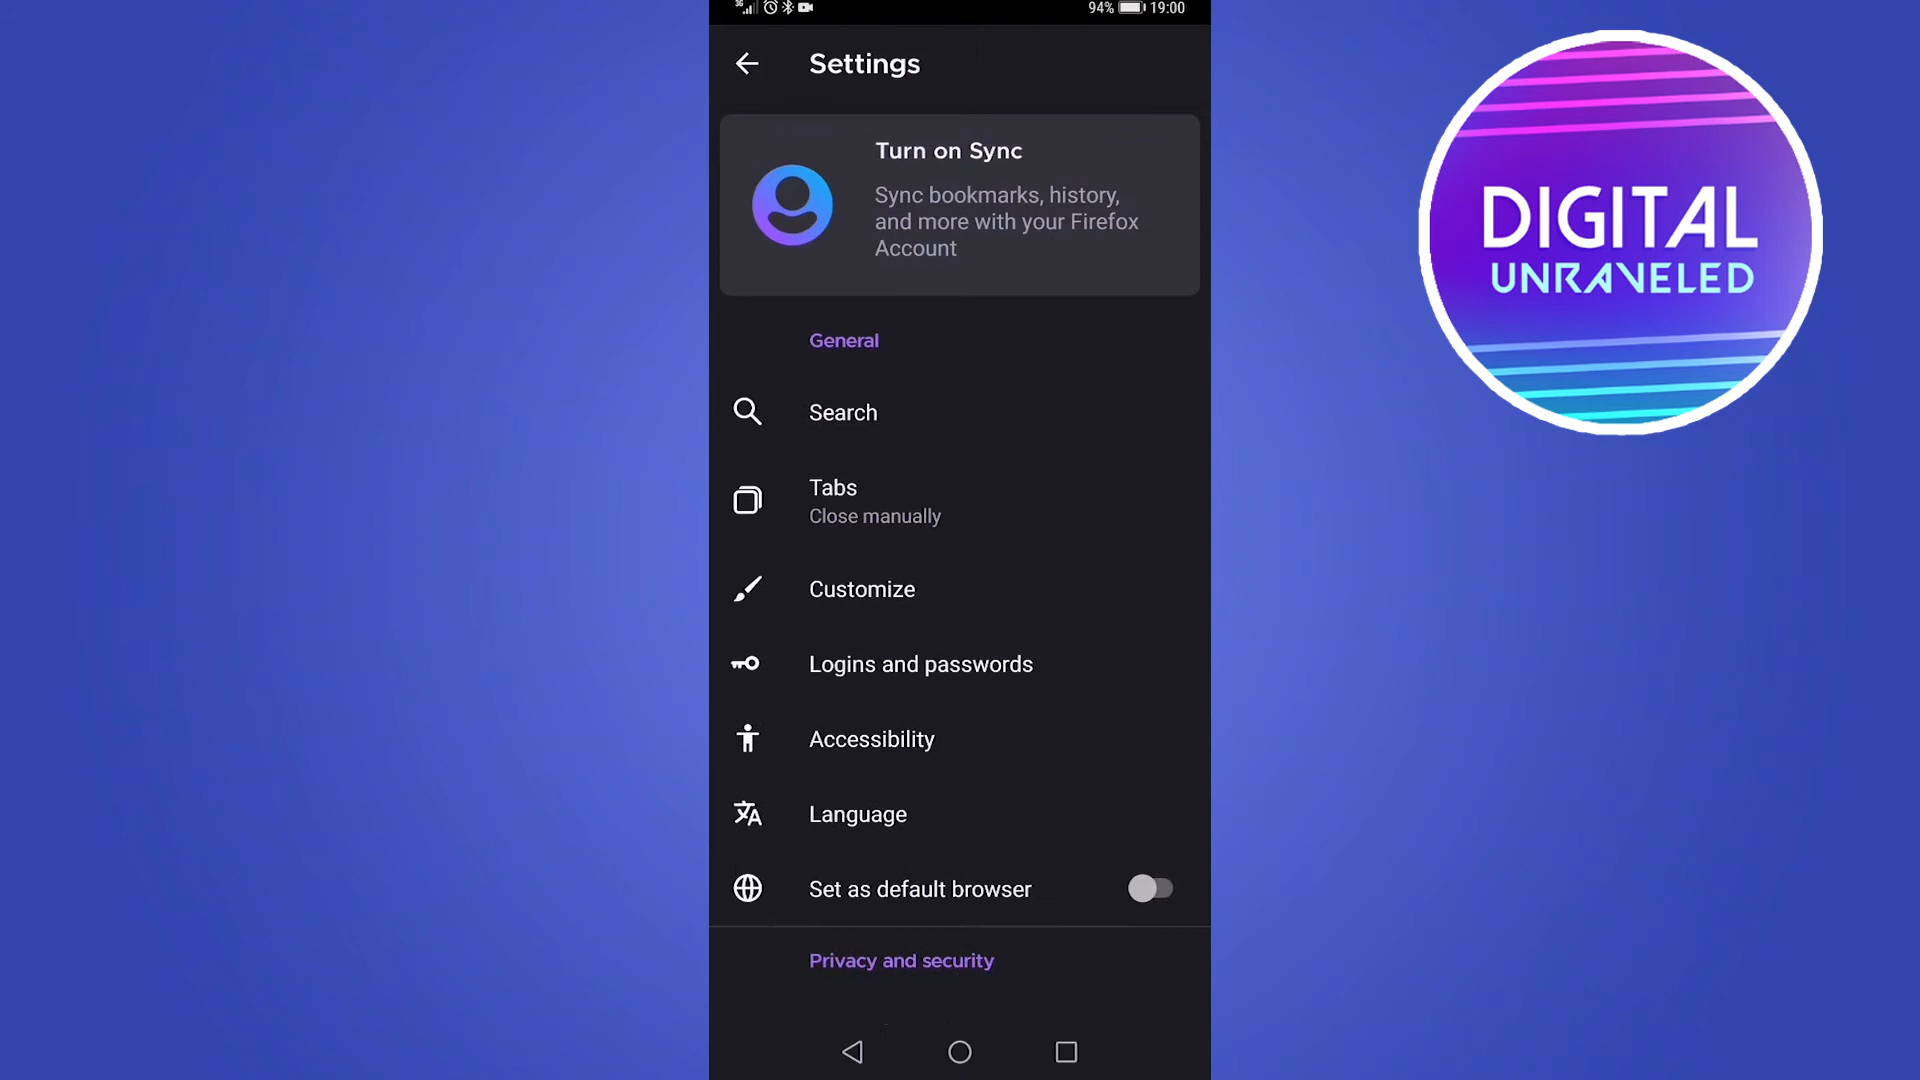 3G
94% 19:00
Settings
Turn on Sync
Sync bookmarks, history,
and more with your Firefox
Account
General
Search
Tabs
Close manually
Customize
Logins and passwords
Accessibility
Language
Set as default browser
Privacy and security
DIGITAL
UNRAVELED